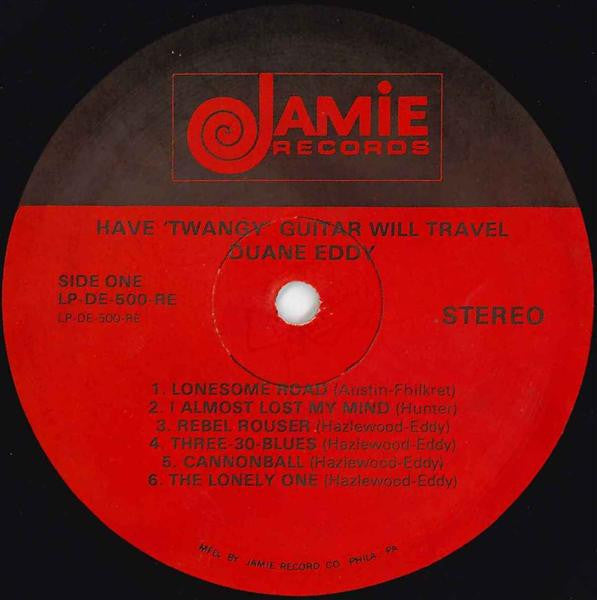 JAMiE
RECORDS
HAVE 'TWANGY' GUITAR WILL TRAVEL
DUANE EDDY
SIDE ONE
LP-DE-500-RE
LP-DE-500-RE
STEREO
1. LONESOME ROAD (Austin-Fhilkret)
2. I ALMOST LOST MY MIND (Hunter)
3. REBEL ROUSER (Hazlewood-Eddy)
4. THREE-30-BLUES (Hazlewood-Eddy)
5. CANNONBALL (Hazlewood-Eddy)
6. THE LONELY ONE (Hazlewood-Eddy)
MFG. BY JAMIE RECORD CO. PHILA., PA